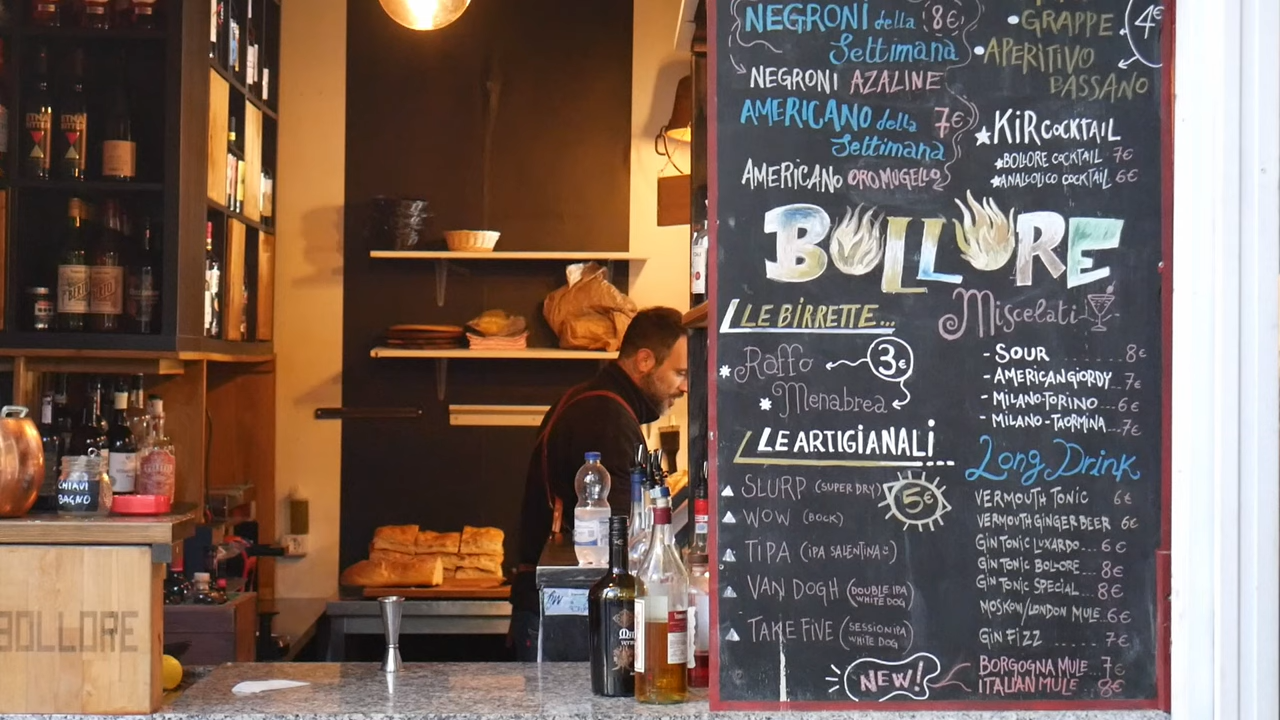 NEGRONI della 8€
Settimana
NEGRONI AZALINE
AMERICANO della 7€
Settimana
AMERICANO OROMUGELLO
GRAPPE 4€
APERITIVO
BASSANO
KIR COCKTAIL
BOLLORE COCKTAIL 7€
ANALCOLICO COCKTAIL 6€
BOLLORE
LE BIRRETTE...
Raffo 3€
Menabrea
LE ARTIGIANALI
SLURP (SUPER DRY) 5€
WOW (BOCK)
TIPA (IPA SALENTINA)
VAN DOGH (DOUBLE IPA
WHITE DOG)
TAKE FIVE (SESSION IPA
WHITE DOG)
NEW!
Miscelati
- SOUR ....... 8€
- AMERICANGIORDY...7€
- MILANO-TORINO...6€
- MILANO-TAORMINA...7€
Long Drink
VERMOUTH TONIC 6€
VERMOUTH GINGER BEER 6€
GIN TONIC LUXARDO...6€
GIN TONIC BOLLORE...8€
GIN TONIC SPECIAL...8€
MOSKOW/LONDON MULE..6€
GIN FIZZ ... 7€
BORGOGNA MULE..7€
ITALIAN MULE...8€
CHIAVI
BAGNO
BOLLORE